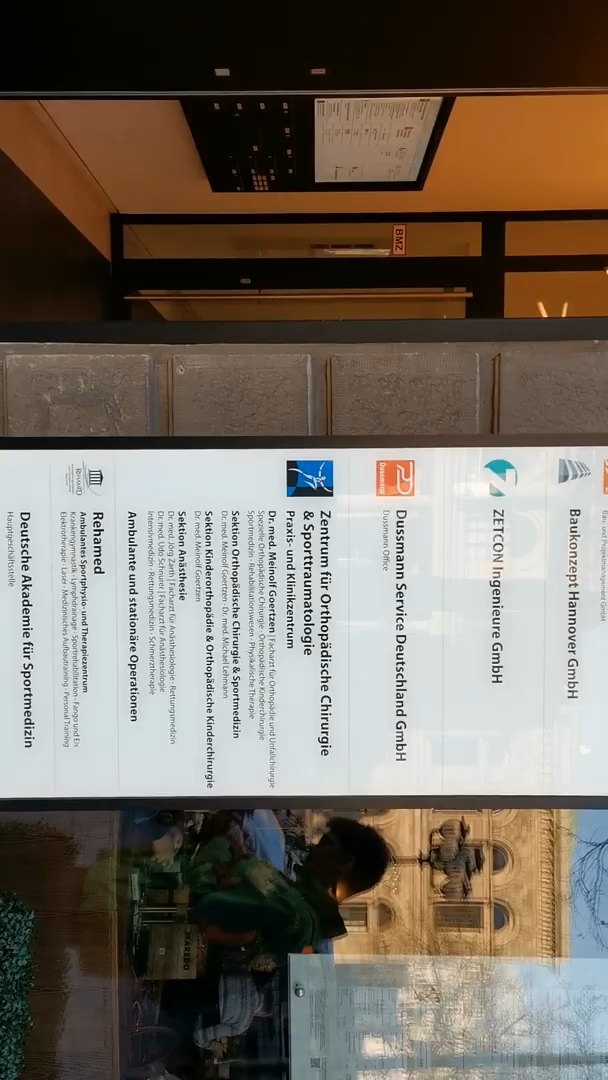 Bau- und Projektmanagement GmbH
Baukonzept Hannover GmbH
ZETCON Ingenieure GmbH
Dussmann
Dussmann Service Deutschland GmbH
Dussmann Office
Zentrum für Orthopädische Chirurgie
& Sporttraumatologie
Praxis- und Klinikzentrum
Dr. med. Meinolf Goertzen | Facharzt für Orthopädie und Unfallchirurgie
Spezielle Orthopädische Chirurgie · Orthopädische Kinderchirurgie
Sportmedizin · Rehabilitationswesen · Physikalische Therapie
Sektion Orthopädische Chirurgie & Sportmedizin
Dr. med. Meinolf Goertzen · Dr. med. Michael Lehmann
Sektion Kinderorthopädie & Orthopädische Kinderchirurgie
Dr. med. Meinolf Goertzen
Sektion Anästhesie
Dr. med. Jörg Zarth | Facharzt für Anästhesiologie · Rettungsmedizin
Dr. med. Udo Schnurer | Facharzt für Anästhesiologie
Intensivmedizin · Rettungsmedizin · Schmerztherapie
Ambulante und stationäre Operationen
REHAMED
Rehamed
Ambulantes Sportphysio- und Therapiezentrum
Krankengymnastik · Lymphdrainage · Sportrehabilitation · Fango und Eis
Elektrotherapie · Laser · Medizinisches Aufbautraining · Personal Training
Deutsche Akademie für Sportmedizin
Hauptgeschäftsstelle
BMZ
MAREDO